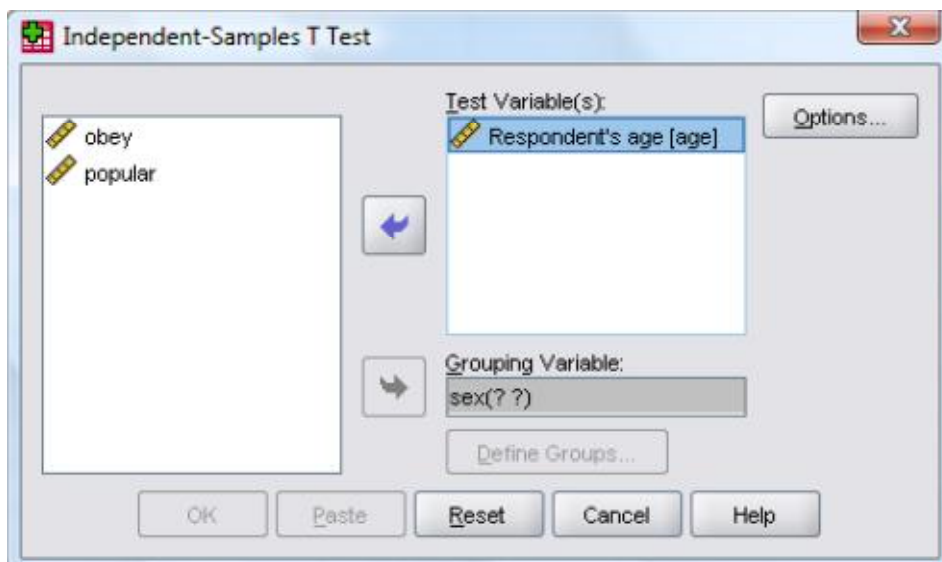 Independent-Samples T Test
X
Test Variable(s):
Options...
obey
popular
Respondent's age [age]
Grouping Variable:
sex(? ?)
Define Groups...
OK
Paste
Reset
Cancel
Help